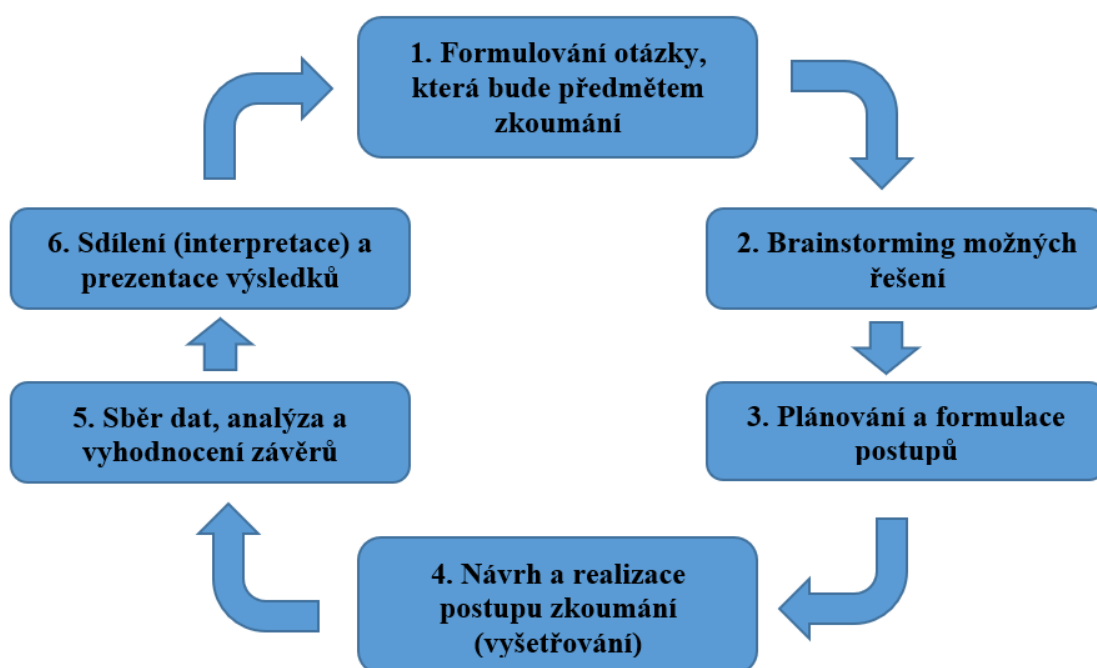 1. Formulování otázky,
která bude předmětem
zkoumání
2. Brainstorming možných
řešení
3. Plánování a formulace
postupů
4. Návrh a realizace
postupu zkoumání
(vyšetřování)
5. Sběr dat, analýza a
vyhodnocení závěrů
6. Sdílení (interpretace) a
prezentace výsledků